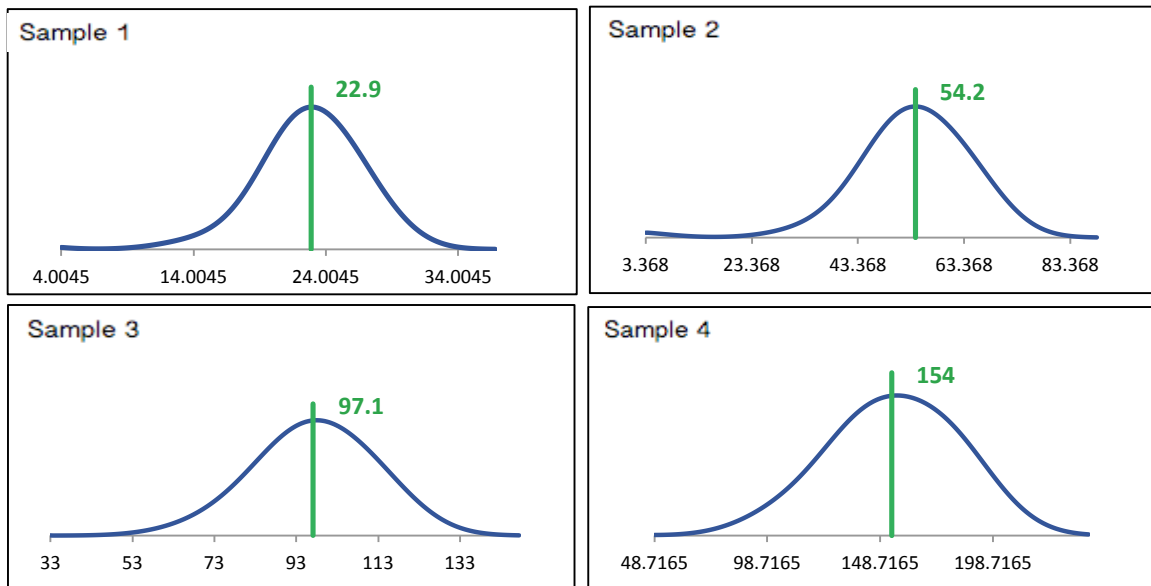 Sample 1
22.9
4.0045 14.0045 24.0045 34.0045
Sample 2
54.2
3.368 23.368 43.368 63.368 83.368
Sample 3
97.1
33 53 73 93 113 133
Sample 4
154
48.7165 98.7165 148.7165 198.7165